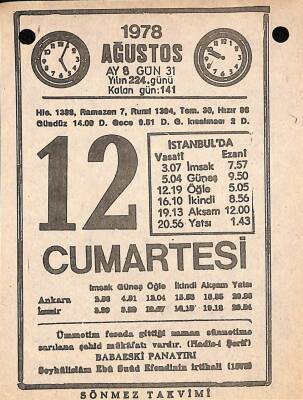 1978
AĞUSTOS
AY 8 GÜN 31
Yılın 224. günü
Kalan gün: 141
Hic. 1398, Ramazan 7, Rumî 1394, Tem. 30, Hızır 99
Gündüz 14.00 D. Gece 9.51 D. G. kısalması 2 D.
12
İSTANBUL'DA
Vasatî Ezanî
3.07 İmsak 7.57
5.04 Güneş 9.50
12.19 Öğle 5.05
16.10 İkindi 8.56
19.13 Akşam 12.00
20.56 Yatsı 1.43
CUMARTESİ
İmsak Güneş Öğle İkindi Akşam Yatsı
Ankara
İzmir
Ümmetim fesada gittiği zaman sünnetime
sarılana şehid mükâfatı vardır. (Hadis-i Şerif)
BABAESKİ PANAYIRI
Şeyhülislâm Ebû Suûd Efendinin irtihali
SÖNMEZ TAKVİMİ